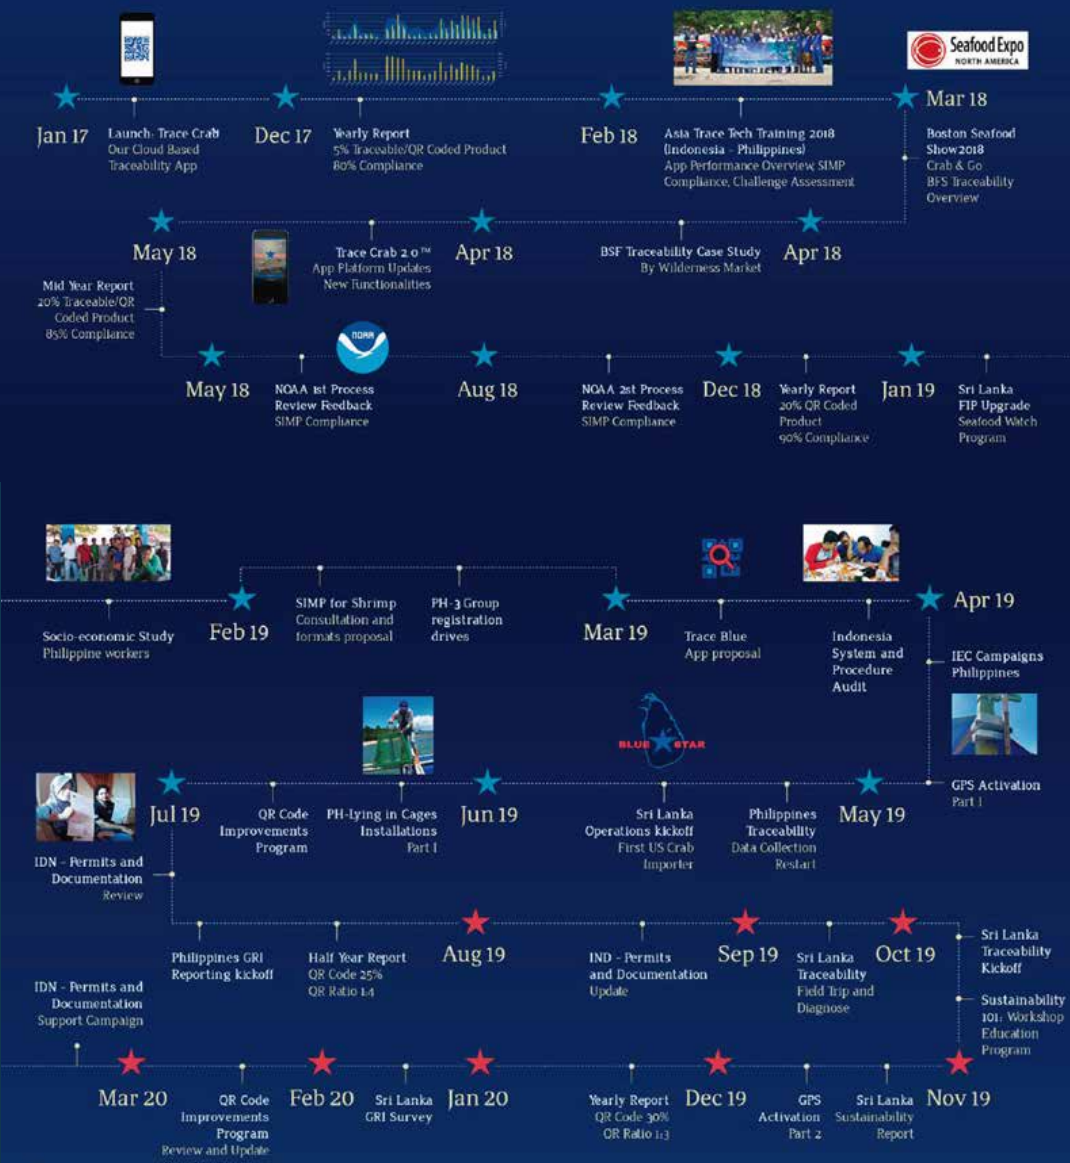 Seafood Expo
NORTH AMERICA
Jan 17
Launch: Trace Crab
Our Cloud Based
Traceability App
Dec 17
Yearly Report
5% Traceable/QR Coded Product
80% Compliance
Feb 18
Asia Trace Tech Training 2018
(Indonesia - Philippines)
App Performance Overview, SIMP
Compliance, Challenge Assessment
Mar 18
Boston Seafood
Show2018
Crab & Go
BFS Traceability
Overview
May 18
Trace Crab 2.0™
App Platform Updates
New Functionalities
Apr 18
BSF Traceability Case Study
By Wilderness Market
Apr 18
Mid Year Report
20% Traceable/QR
Coded Product
85% Compliance
NOAA
May 18
NOAA 1st Process
Review Feedback
SIMP Compliance
Aug 18
NOAA 2st Process
Review Feedback
SIMP Compliance
Dec 18
Yearly Report
20% QR Coded
Product
90% Compliance
Jan 19
Sri Lanka
FIP Upgrade
Seafood Watch
Program
Socio-economic Study
Philippine workers
Feb 19
SIMP for Shrimp
Consultation and
formats proposal
PH-3 Group
registration
drives
Mar 19
Trace Blue
App proposal
Indonesia
System and
Procedure
Audit
Apr 19
IEC Campaigns
Philippines
GPS Activation
Part I
BLUE STAR
Jul 19
QR Code
Improvements
Program
PH-Lying in Cages
Installations
Part I
Jun 19
Sri Lanka
Operations kickoff
First US Crab
Importer
Philippines
Traceability
Data Collection
Restart
May 19
IDN - Permits and
Documentation
Review
Philippines GRI
Reporting kickoff
Half Year Report
QR Code 25%
QR Ratio 1:4
Aug 19
IND - Permits
and Documentation
Update
Sep 19
Sri Lanka
Traceability
Field Trip and
Diagnose
Oct 19
Sri Lanka
Traceability
Kickoff
Sustainability
101: Workshop
Education
Program
IDN - Permits and
Documentation
Support Campaign
Mar 20
QR Code
Improvements
Program
Review and Update
Feb 20
Sri Lanka
GRI Survey
Jan 20
Yearly Report
QR Code 30%
QR Ratio 1:3
Dec 19
GPS
Activation
Part 2
Sri Lanka
Sustainability
Report
Nov 19